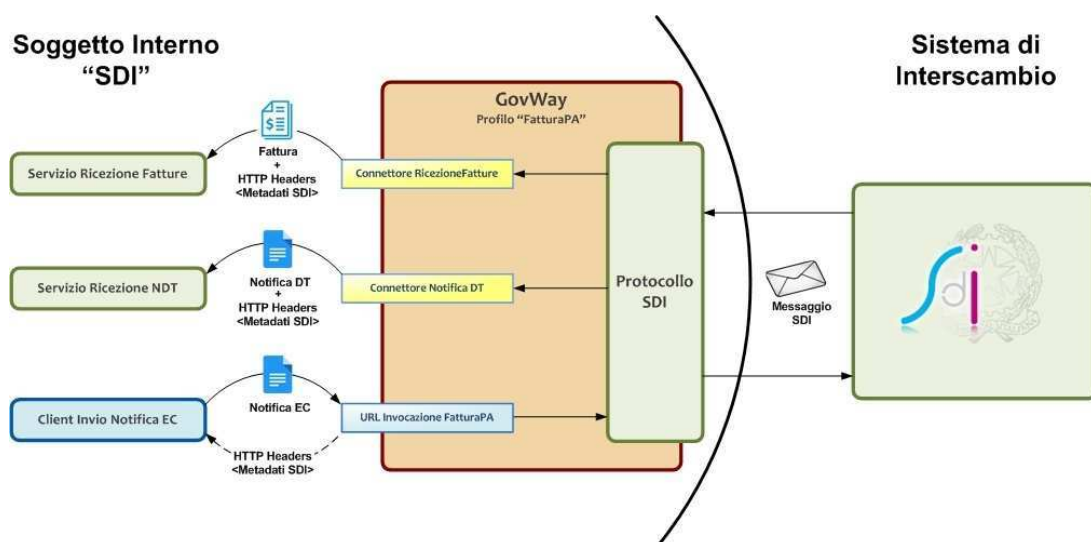 Soggetto Interno
“SDI”
Sistema di
Interscambio
GovWay
Profilo “FatturaPA”
Fattura
+
HTTP Headers
<Metadati SDI>
Servizio Ricezione Fatture
Connettore RicezioneFatture
Notifica DT
+
HTTP Headers
<Metadati SDI>
Servizio Ricezione NDT
Connettore Notifica DT
Protocollo
SDI
Messaggio
SDI
Sdi
Notifica EC
Client Invio Notifica EC
URL Invocazione FatturaPA
HTTP Headers
<Metadati SDI>